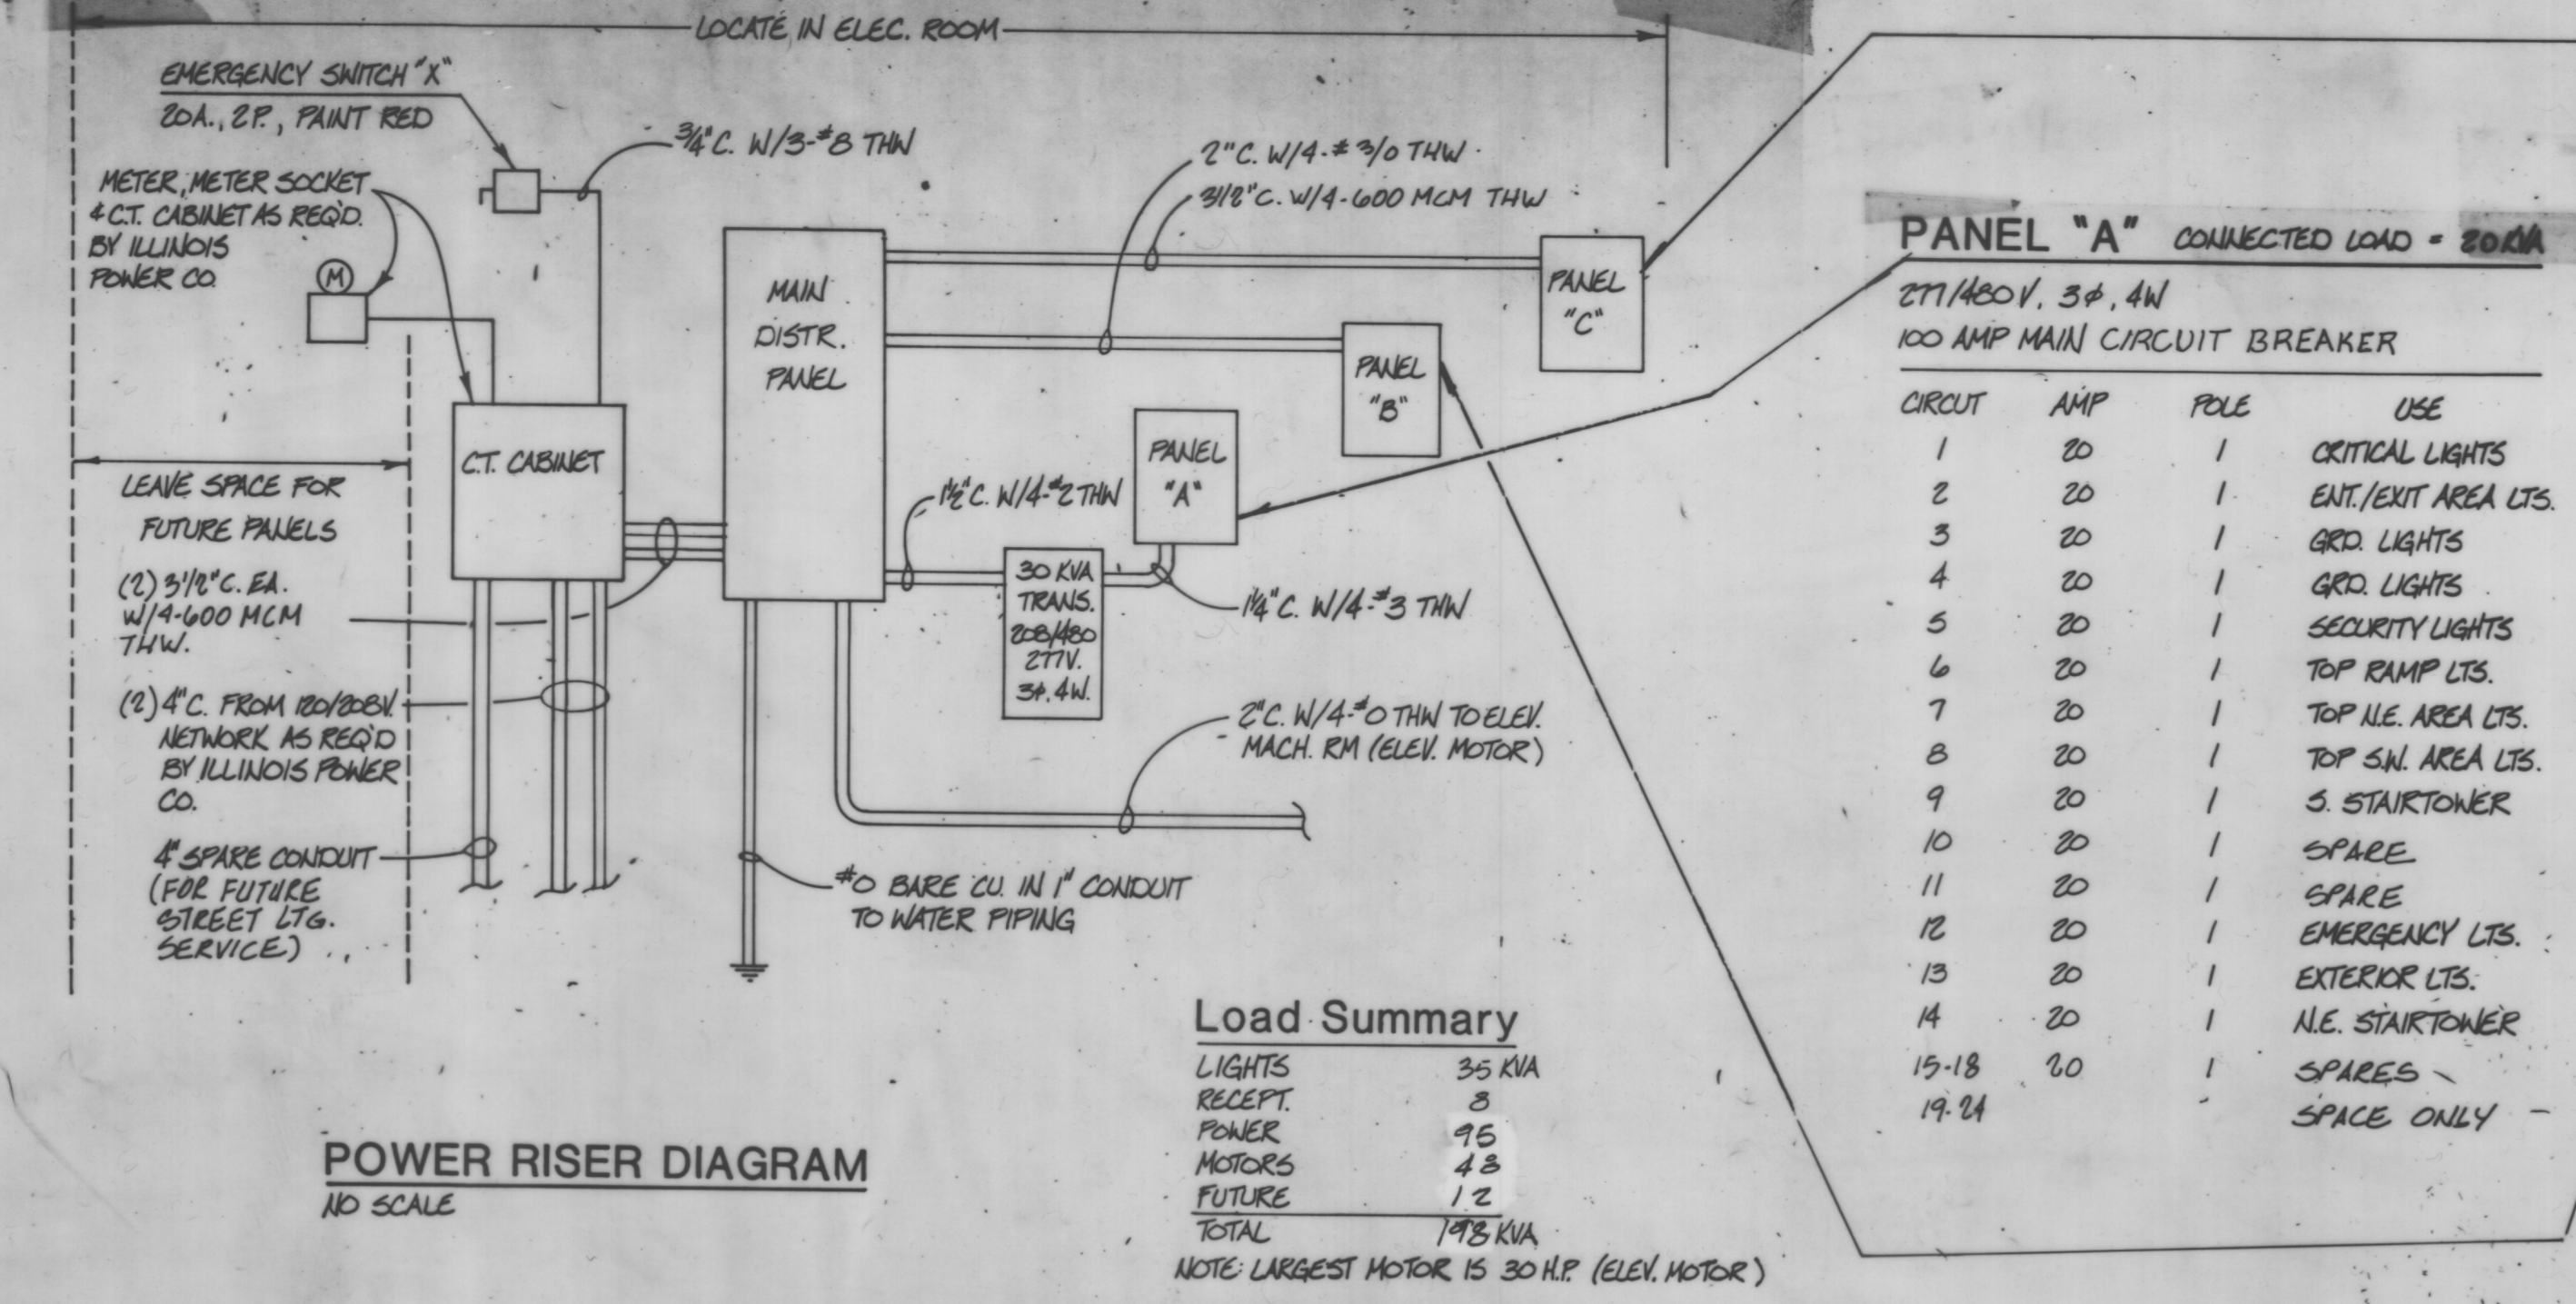 LOCATE IN ELEC. ROOM
EMERGENCY SWITCH "X"
20A., 2P., PAINT RED
3/4"C. W/3-#8 THW
METER, METER SOCKET
& C.T. CABINET AS REQ'D.
BY ILLINOIS
POWER CO.
M
2"C. W/4-#3/0 THW
3 1/2"C. W/4-600 MCM THW
MAIN
DISTR.
PANEL
PANEL
"C"
PANEL
"B"
PANEL
"A"
C.T. CABINET
LEAVE SPACE FOR
FUTURE PANELS
1 1/2"C. W/4-#2 THW
30 KVA
TRANS.
208/480
277V.
3φ, 4W.
1 1/4"C. W/4-#3 THW
(2) 3 1/2"C. EA.
W/4-600 MCM
THW.
(2) 4"C. FROM 120/208V.
NETWORK AS REQ'D
BY ILLINOIS POWER
CO.
4" SPARE CONDUIT
(FOR FUTURE
STREET LTG.
SERVICE)
2"C. W/4-#0 THW TO ELEV.
MACH. RM (ELEV. MOTOR)
#0 BARE CU. IN 1" CONDUIT
TO WATER PIPING
POWER RISER DIAGRAM
NO SCALE
Load Summary
LIGHTS 35 KVA
RECEPT. 8
POWER 95
MOTORS 48
FUTURE 12
TOTAL 198 KVA
NOTE: LARGEST MOTOR IS 30 H.P. (ELEV. MOTOR)
PANEL "A" CONNECTED LOAD = 20 KVA
277/480V, 3φ, 4W
100 AMP MAIN CIRCUIT BREAKER
CIRCUT AMP POLE USE
1 20 1 CRITICAL LIGHTS
2 20 1 ENT./EXIT AREA LTS.
3 20 1 GRD. LIGHTS
4 20 1 GRD. LIGHTS
5 20 1 SECURITY LIGHTS
6 20 1 TOP RAMP LTS.
7 20 1 TOP N.E. AREA LTS.
8 20 1 TOP S.W. AREA LTS.
9 20 1 S. STAIRTOWER
10 20 1 SPARE
11 20 1 SPARE
12 20 1 EMERGENCY LTS.
13 20 1 EXTERIOR LTS.
14 20 1 N.E. STAIRTOWER
15-18 20 1 SPARES
19-24 SPACE ONLY